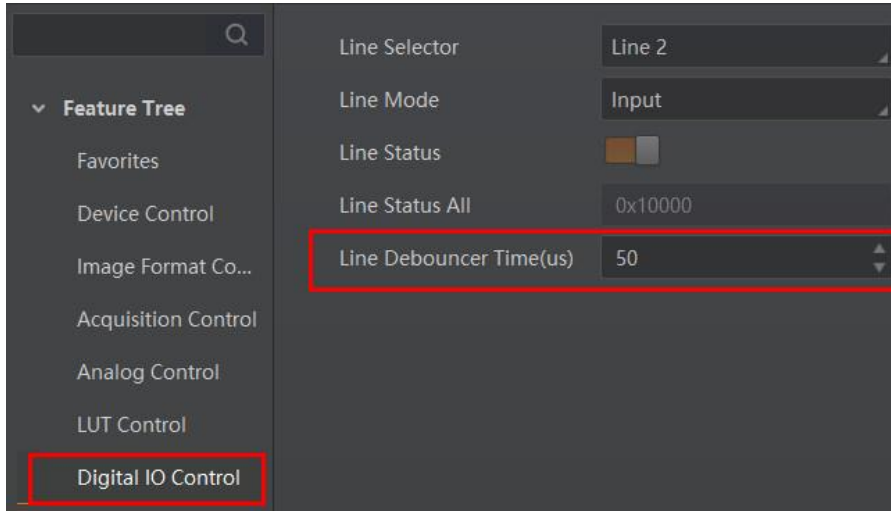 Feature Tree
Favorites
Device Control
Image Format Co...
Acquisition Control
Analog Control
LUT Control
Digital IO Control
Line Selector Line 2
Line Mode Input
Line Status
Line Status All 0x10000
Line Debouncer Time(us) 50